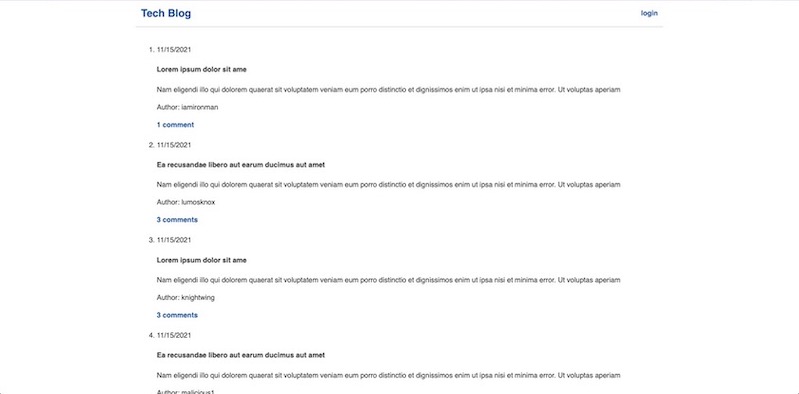 Tech Blog
login
1. 11/15/2021
Lorem ipsum dolor sit ame
Nam eligendi illo qui dolorem quaerat sit voluptatem veniam eum porro distinctio et dignissimos enim ut ipsa nisi et minima error. Ut voluptas aperiam
Author: iamironman
1 comment
2. 11/15/2021
Ea recusandae libero aut earum ducimus aut amet
Nam eligendi illo qui dolorem quaerat sit voluptatem veniam eum porro distinctio et dignissimos enim ut ipsa nisi et minima error. Ut voluptas aperiam
Author: lumosknox
3 comments
3. 11/15/2021
Lorem ipsum dolor sit ame
Nam eligendi illo qui dolorem quaerat sit voluptatem veniam eum porro distinctio et dignissimos enim ut ipsa nisi et minima error. Ut voluptas aperiam
Author: knightwing
3 comments
4. 11/15/2021
Ea recusandae libero aut earum ducimus aut amet
Nam eligendi illo qui dolorem quaerat sit voluptatem veniam eum porro distinctio et dignissimos enim ut ipsa nisi et minima error. Ut voluptas aperiam
Author: malicious1